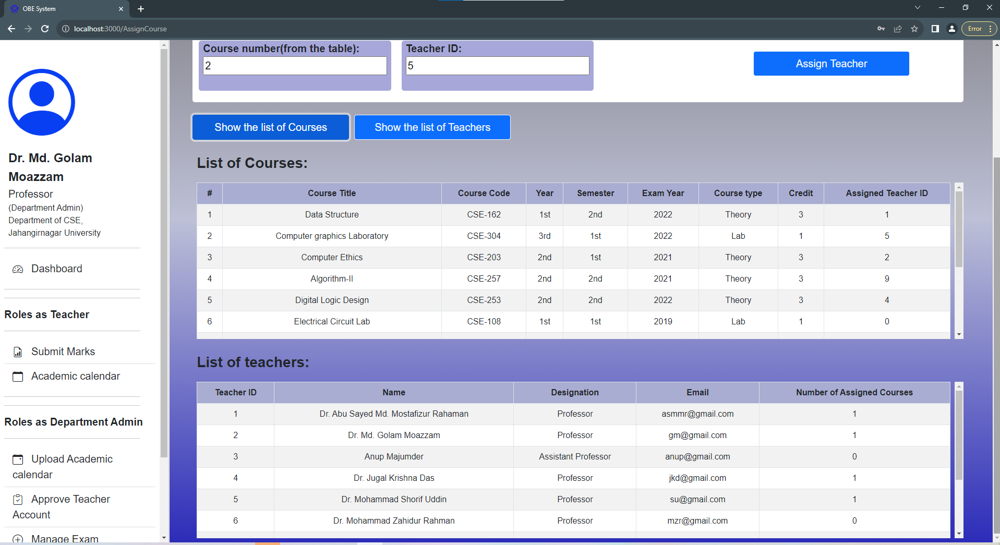 OBE System
localhost:3000/AssignCourse
Error
Dr. Md. Golam
Moazzam
Professor
(Department Admin)
Department of CSE,
Jahangirnagar University
Dashboard
Roles as Teacher
Submit Marks
Academic calendar
Roles as Department Admin
Upload Academic
calendar
Approve Teacher
Account
Manage Exam
Course number(from the table):
2
Teacher ID:
5
Assign Teacher
Show the list of Courses
Show the list of Teachers
List of Courses:
# Course Title Course Code Year Semester Exam Year Course type Credit Assigned Teacher ID
1 Data Structure CSE-162 1st 2nd 2022 Theory 3 1
2 Computer graphics Laboratory CSE-304 3rd 1st 2022 Lab 1 5
3 Computer Ethics CSE-203 2nd 1st 2021 Theory 3 2
4 Algorithm-II CSE-257 2nd 2nd 2021 Theory 3 9
5 Digital Logic Design CSE-253 2nd 2nd 2022 Theory 3 4
6 Electrical Circuit Lab CSE-108 1st 1st 2019 Lab 1 0
List of teachers:
Teacher ID Name Designation Email Number of Assigned Courses
1 Dr. Abu Sayed Md. Mostafizur Rahaman Professor asmmr@gmail.com 1
2 Dr. Md. Golam Moazzam Professor gm@gmail.com 1
3 Anup Majumder Assistant Professor anup@gmail.com 0
4 Dr. Jugal Krishna Das Professor jkd@gmail.com 1
5 Dr. Mohammad Shorif Uddin Professor su@gmail.com 1
6 Dr. Mohammad Zahidur Rahman Professor mzr@gmail.com 0